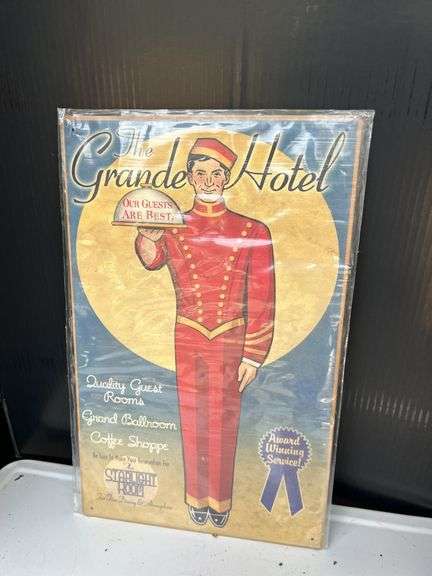 The
Grande Hotel
OUR GUESTS
ARE BEST.
Quality Guest
Rooms
Grand Ballroom
Coffee Shoppe
STARLIGHT
ROOM
Award
Winning
Service!